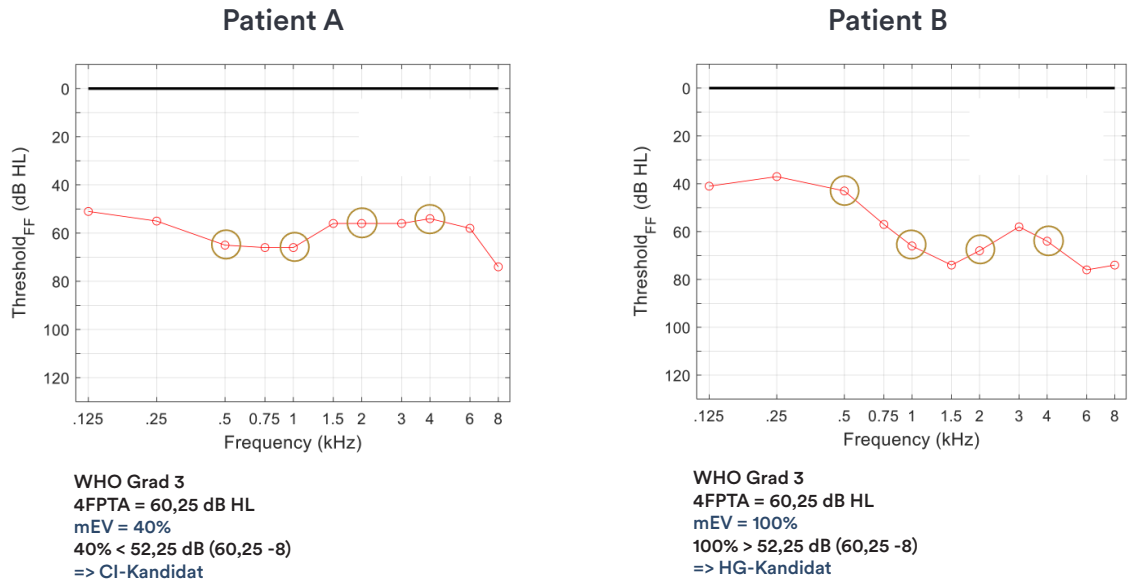 Patient A
Threshold_FF (dB HL)
0
20
40
60
80
100
120
.125 .25 .5 0.75 1 1.5 2 3 4 6 8
Frequency (kHz)
WHO Grad 3
4FPTA = 60,25 dB HL
mEV = 40%
40% < 52,25 dB (60,25 -8)
=> CI-Kandidat
Patient B
Threshold_FF (dB HL)
0
20
40
60
80
100
120
.125 .25 .5 0.75 1 1.5 2 3 4 6 8
Frequency (kHz)
WHO Grad 3
4FPTA = 60,25 dB HL
mEV = 100%
100% > 52,25 dB (60,25 -8)
=> HG-Kandidat